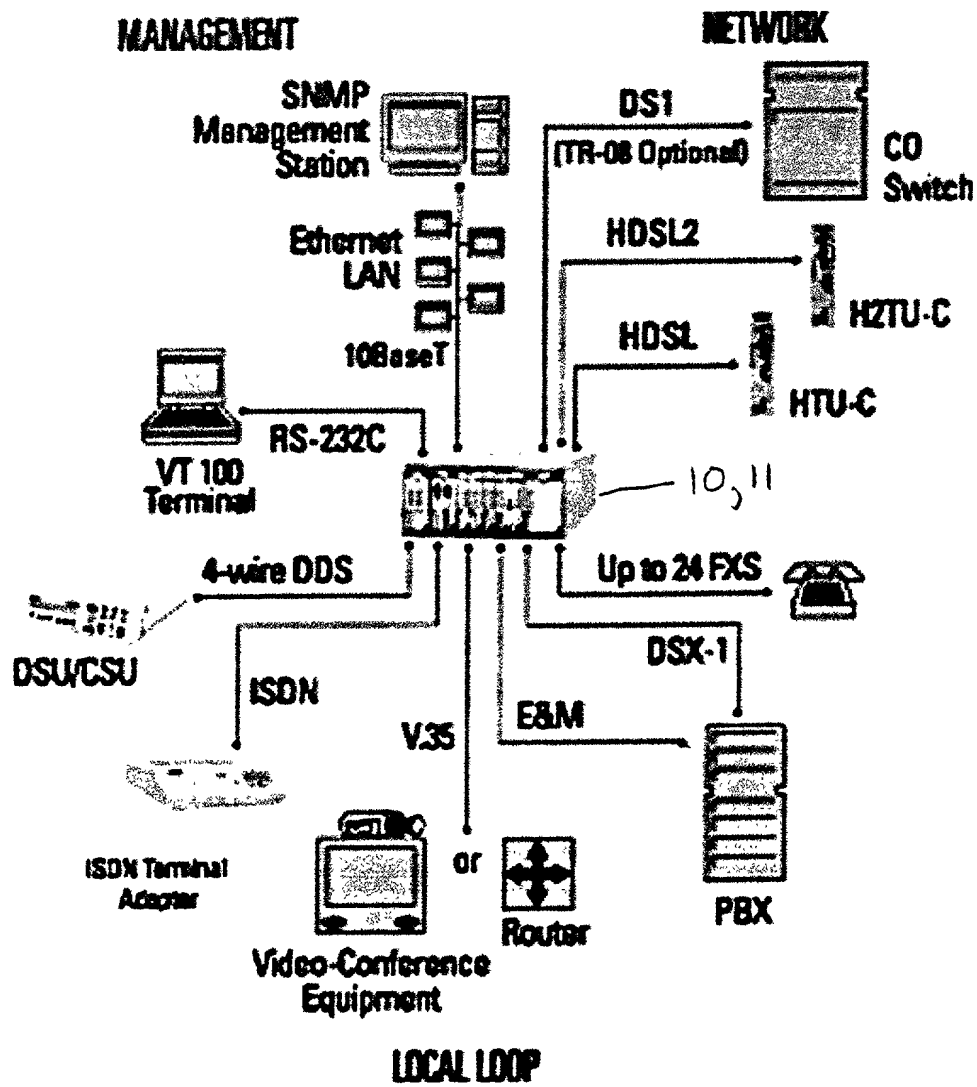 MANAGEMENT
NETWORK
SNMP
Management
Station
DS1
(TR-08 Optional)
CO
Switch
Ethernet
LAN
HDSL2
H2TU-C
10BaseT
HDSL
HTU-C
RS-232C
VT 100
Terminal
10,11
4-wire DDS
Up to 24 FXS
DSU/CSU
DSX-1
ISDN
V.35
E&M
ISDN Terminal
Adapter
or
Router
PBX
Video-Conference
Equipment
LOCAL LOOP